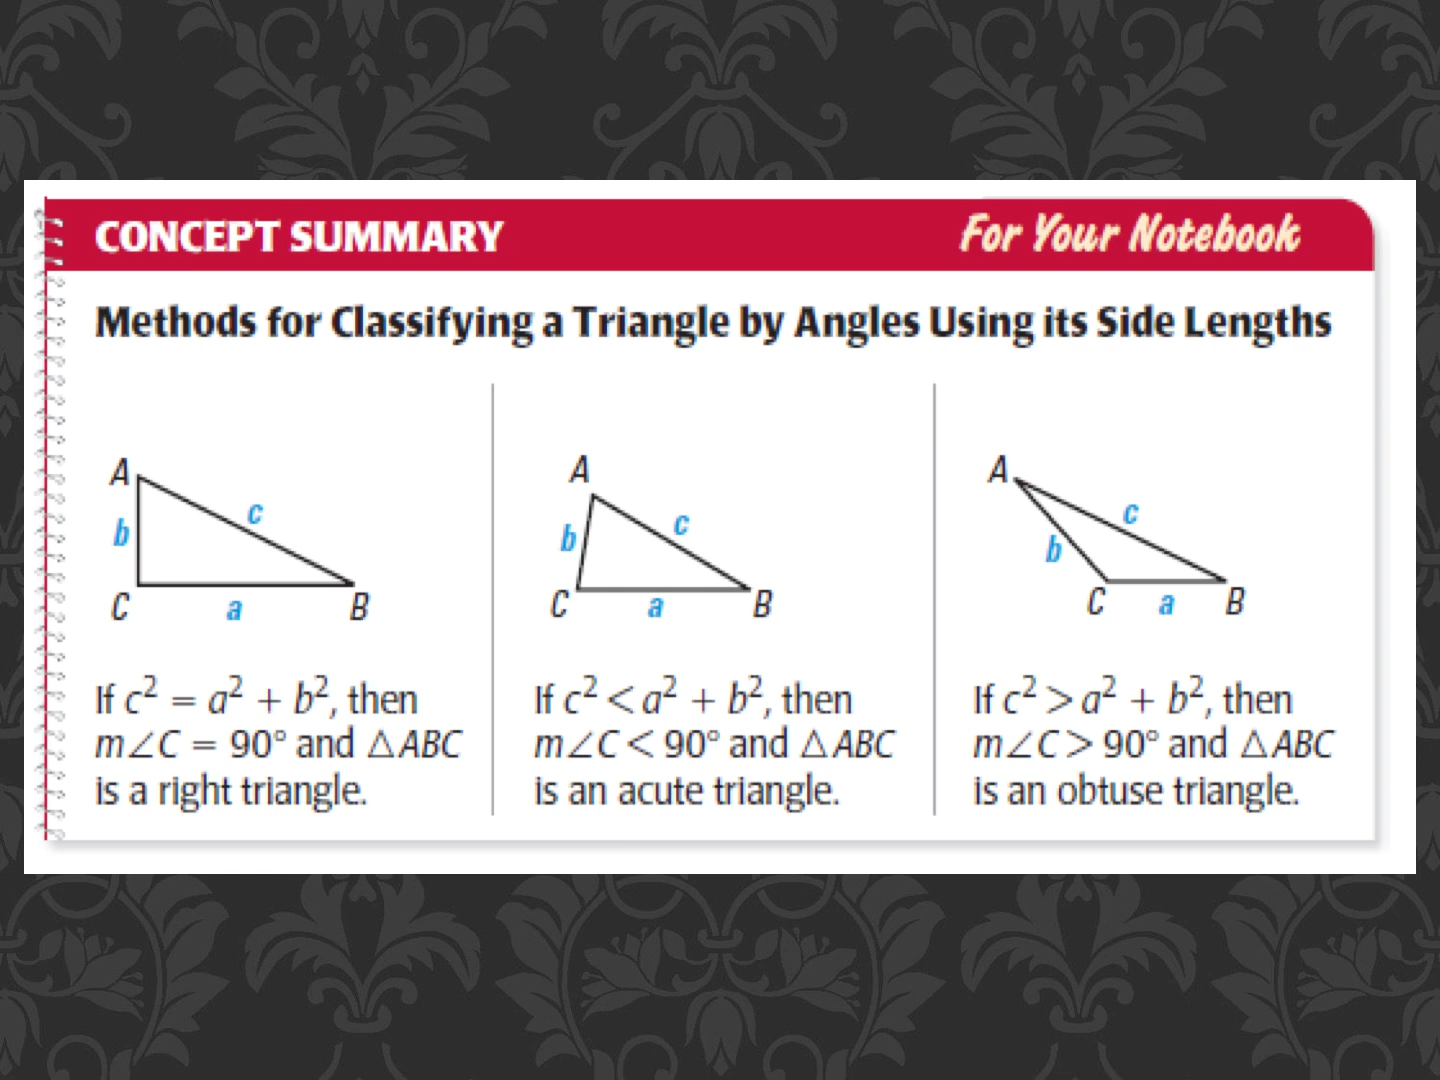 CONCEPT SUMMARY
For Your Notebook
Methods for Classifying a Triangle by Angles Using its Side Lengths
A
b
c
C
a
B
If c² = a² + b², then
m∠C = 90° and △ABC
is a right triangle.
A
b
c
C
a
B
If c² < a² + b², then
m∠C < 90° and △ABC
is an acute triangle.
A
c
b
C
a
B
If c² > a² + b², then
m∠C > 90° and △ABC
is an obtuse triangle.